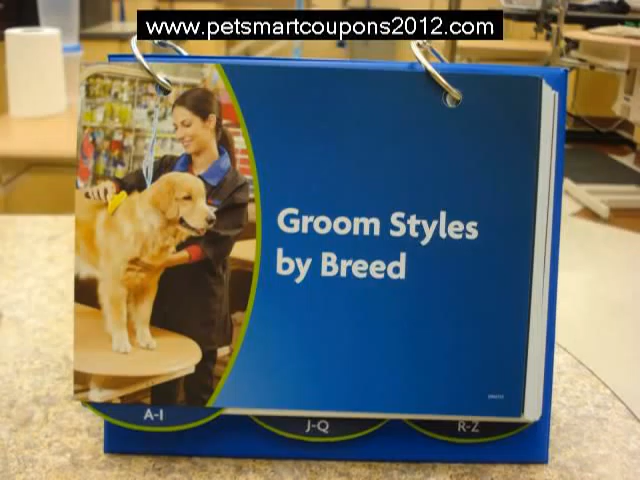 www.petsmartcoupons2012.com
Groom Styles
by Breed
A-I
J-Q
R-Z